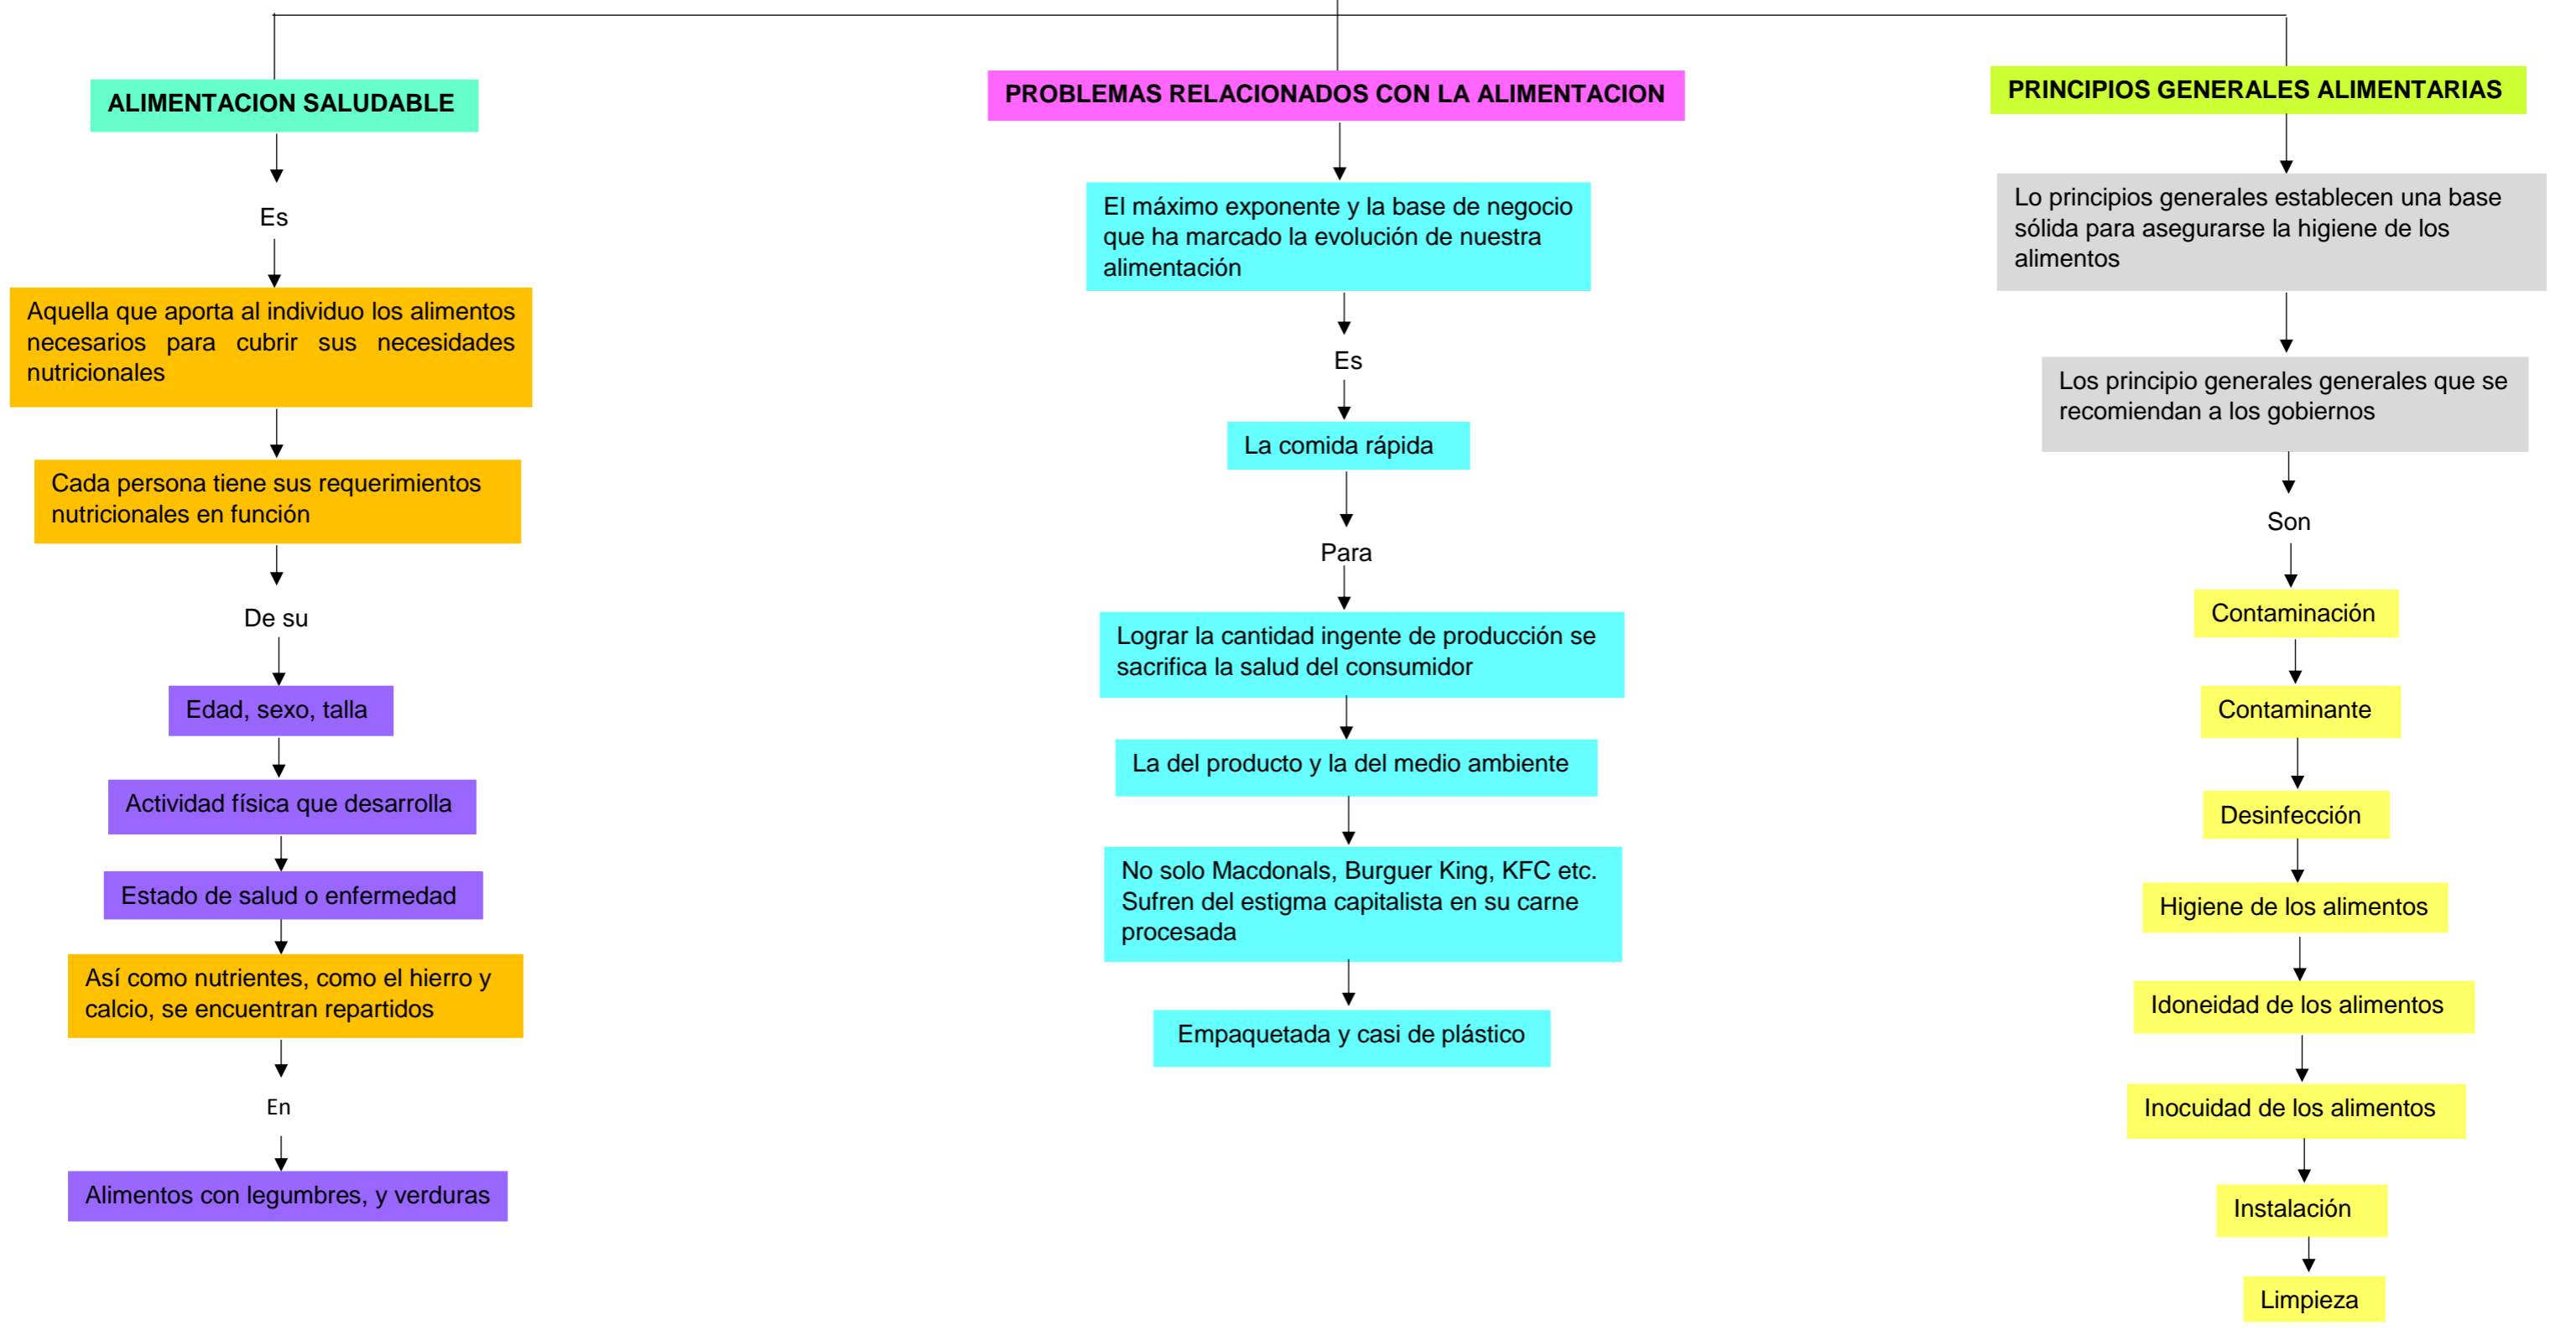 ALIMENTACION SALUDABLE
Es
Aquella que aporta al individuo los alimentos
necesarios para cubrir sus necesidades
nutricionales
Cada persona tiene sus requerimientos
nutricionales en función
De su
Edad, sexo, talla
Actividad física que desarrolla
Estado de salud o enfermedad
Así como nutrientes, como el hierro y
calcio, se encuentran repartidos
En
Alimentos con legumbres, y verduras
PROBLEMAS RELACIONADOS CON LA ALIMENTACION
El máximo exponente y la base de negocio
que ha marcado la evolución de nuestra
alimentación
Es
La comida rápida
Para
Lograr la cantidad ingente de producción se
sacrifica la salud del consumidor
La del producto y la del medio ambiente
No solo Macdonals, Burguer King, KFC etc.
Sufren del estigma capitalista en su carne
procesada
Empaquetada y casi de plástico
PRINCIPIOS GENERALES ALIMENTARIAS
Lo principios generales establecen una base
sólida para asegurarse la higiene de los
alimentos
Los principio generales generales que se
recomiendan a los gobiernos
Son
Contaminación
Contaminante
Desinfección
Higiene de los alimentos
Idoneidad de los alimentos
Inocuidad de los alimentos
Instalación
Limpieza